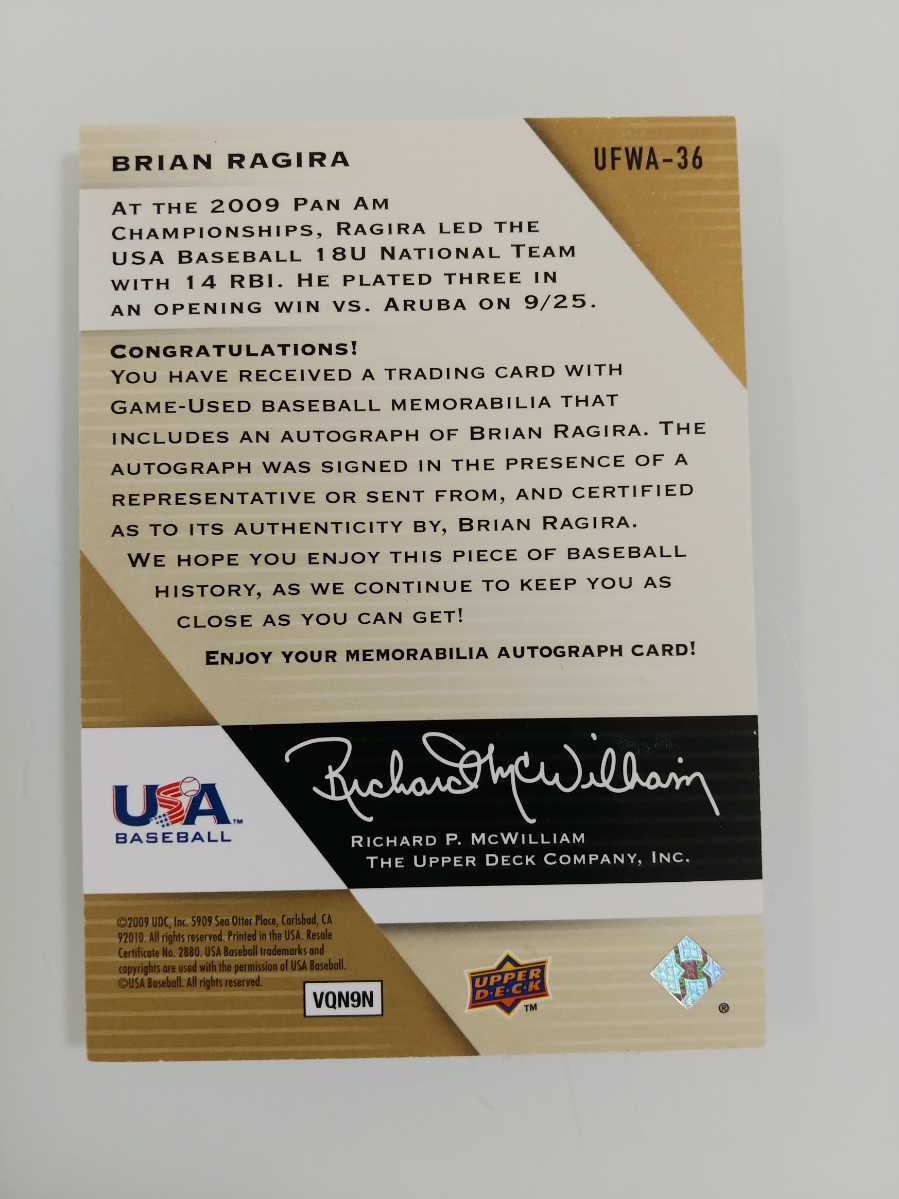 BRIAN RAGIRA
UFWA-36
AT THE 2009 PAN AM
CHAMPIONSHIPS, RAGIRA LED THE
USA BASEBALL 18U NATIONAL TEAM
WITH 14 RBI. HE PLATED THREE IN
AN OPENING WIN VS. ARUBA ON 9/25.
CONGRATULATIONS!
YOU HAVE RECEIVED A TRADING CARD WITH
GAME-USED BASEBALL MEMORABILIA THAT
INCLUDES AN AUTOGRAPH OF BRIAN RAGIRA. THE
AUTOGRAPH WAS SIGNED IN THE PRESENCE OF A
REPRESENTATIVE OR SENT FROM, AND CERTIFIED
AS TO ITS AUTHENTICITY BY, BRIAN RAGIRA.
WE HOPE YOU ENJOY THIS PIECE OF BASEBALL
HISTORY, AS WE CONTINUE TO KEEP YOU AS
CLOSE AS YOU CAN GET!
ENJOY YOUR MEMORABILIA AUTOGRAPH CARD!
Richard McWilliam
USA™
BASEBALL
RICHARD P. MCWILLIAM
THE UPPER DECK COMPANY, INC.
©2009 UDC, Inc. 5909 Sea Otter Place, Carlsbad, CA
92010. All rights reserved. Printed in the USA. Resale
Certificate No. 2880. USA Baseball trademarks and
copyrights are used with the permission of USA Baseball.
©USA Baseball. All rights reserved.
VQN9N
UPPER
D·E·C·K
™
®